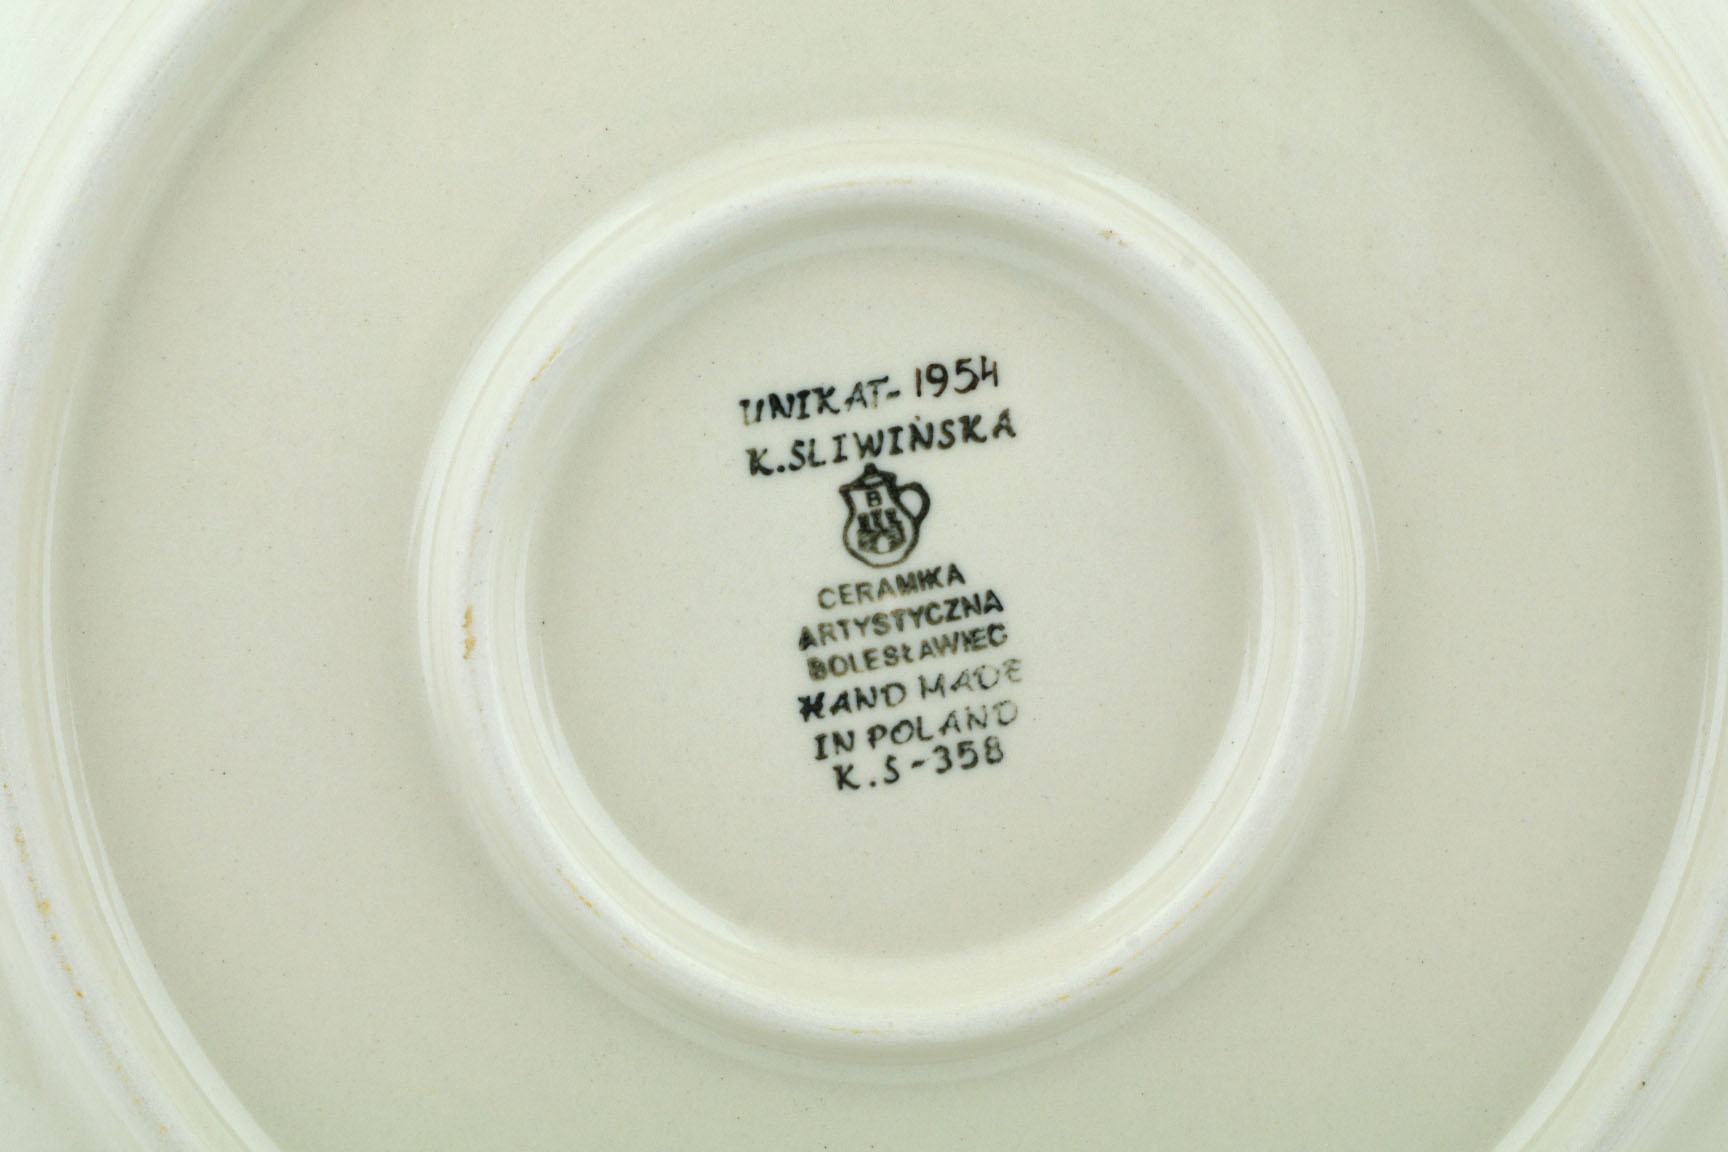 UNIKAT-1954
K.SLIWIŃSKA
B
CERAMIKA
ARTYSTYCZNA
BOLESŁAWIEC
HAND MADE
IN POLAND
K.S-358